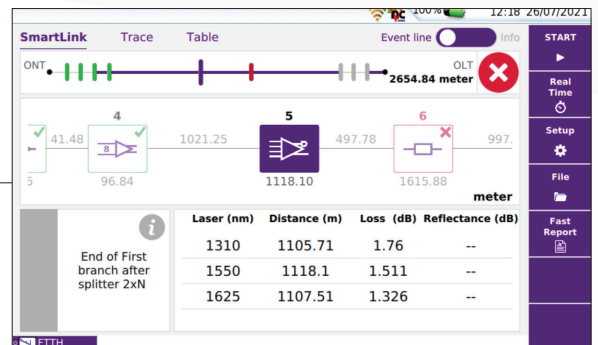 100% 12:18 26/07/2021
SmartLink Trace Table Event line Info
START
ONT
OLT
2654.84 meter
Real
Time
Setup
File
Fast
Report
4 5 6
41.48 1021.25 497.78 997.
8
96.84 1118.10 1615.88
meter
i
End of First
branch after
splitter 2xN
Laser (nm) Distance (m) Loss (dB) Reflectance (dB)
1310 1105.71 1.76 --
1550 1118.1 1.511 --
1625 1107.51 1.326 --
FTTH